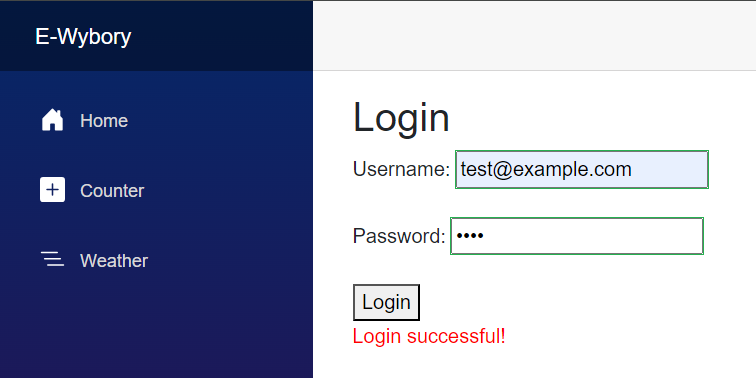 E-Wybory
Home
Counter
Weather
Login
Username: test@example.com
Password: ••••
Login
Login successful!